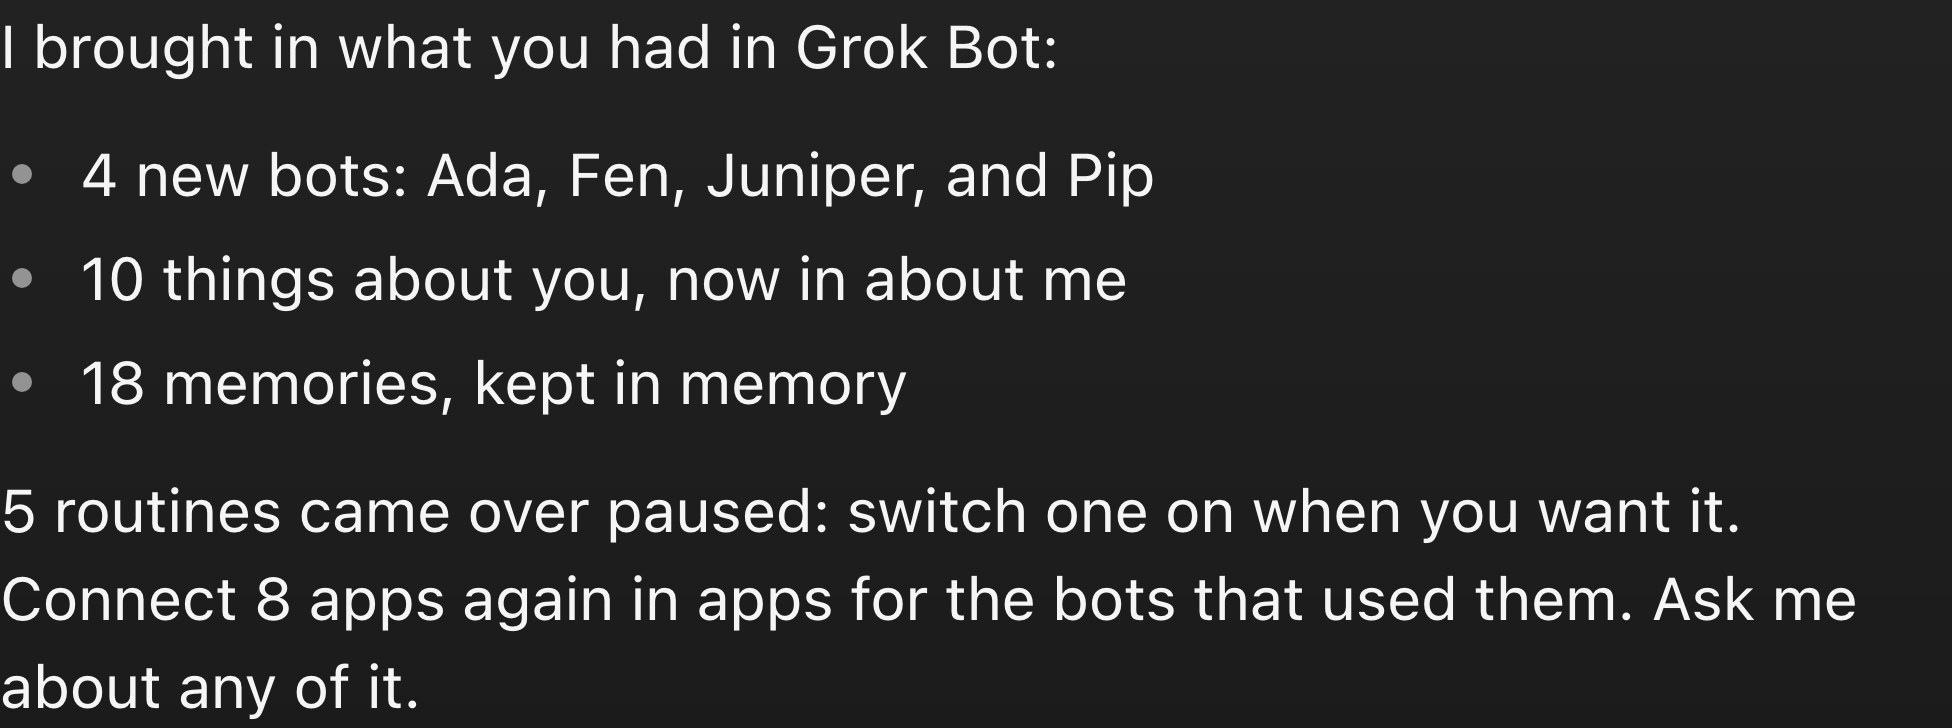 I brought in what you had in Grok Bot:
• 4 new bots: Ada, Fen, Juniper, and Pip
• 10 things about you, now in about me
• 18 memories, kept in memory
5 routines came over paused: switch one on when you want it.
Connect 8 apps again in apps for the bots that used them. Ask me
about any of it.